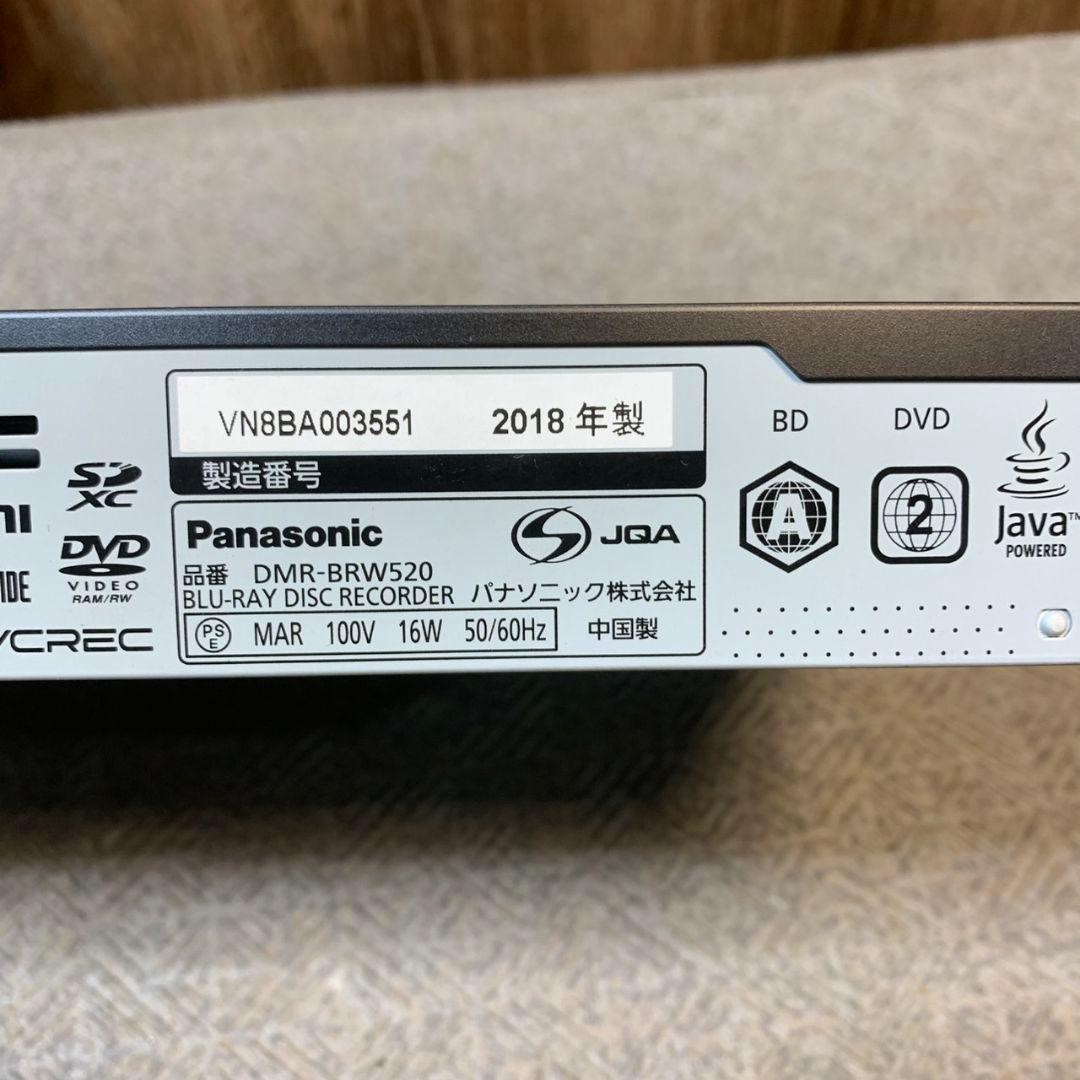 VN8BA003551 2018 年製
製造番号
Panasonic JQA
品番 DMR-BRW520
BLU-RAY DISC RECORDER パナソニック株式会社
PSE MAR 100V 16W 50/60Hz 中国製
SD
XC
DVD
VIDEO
RAM/RW
BD
A
DVD
2
Java™
POWERED